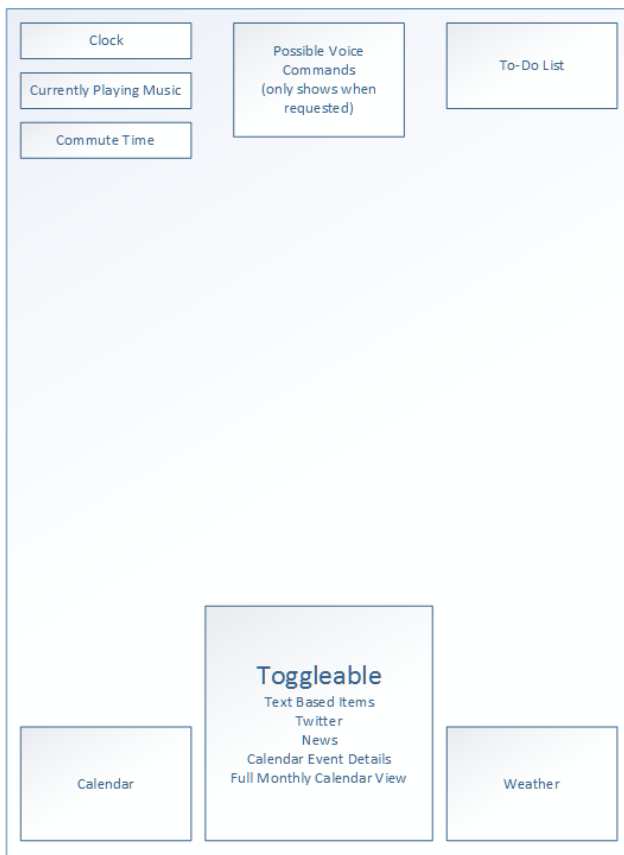 Clock
Currently Playing Music
Commute Time
Possible Voice
Commands
(only shows when
requested)
To-Do List
Toggleable
Text Based Items
Twitter
News
Calendar Event Details
Full Monthly Calendar View
Calendar
Weather